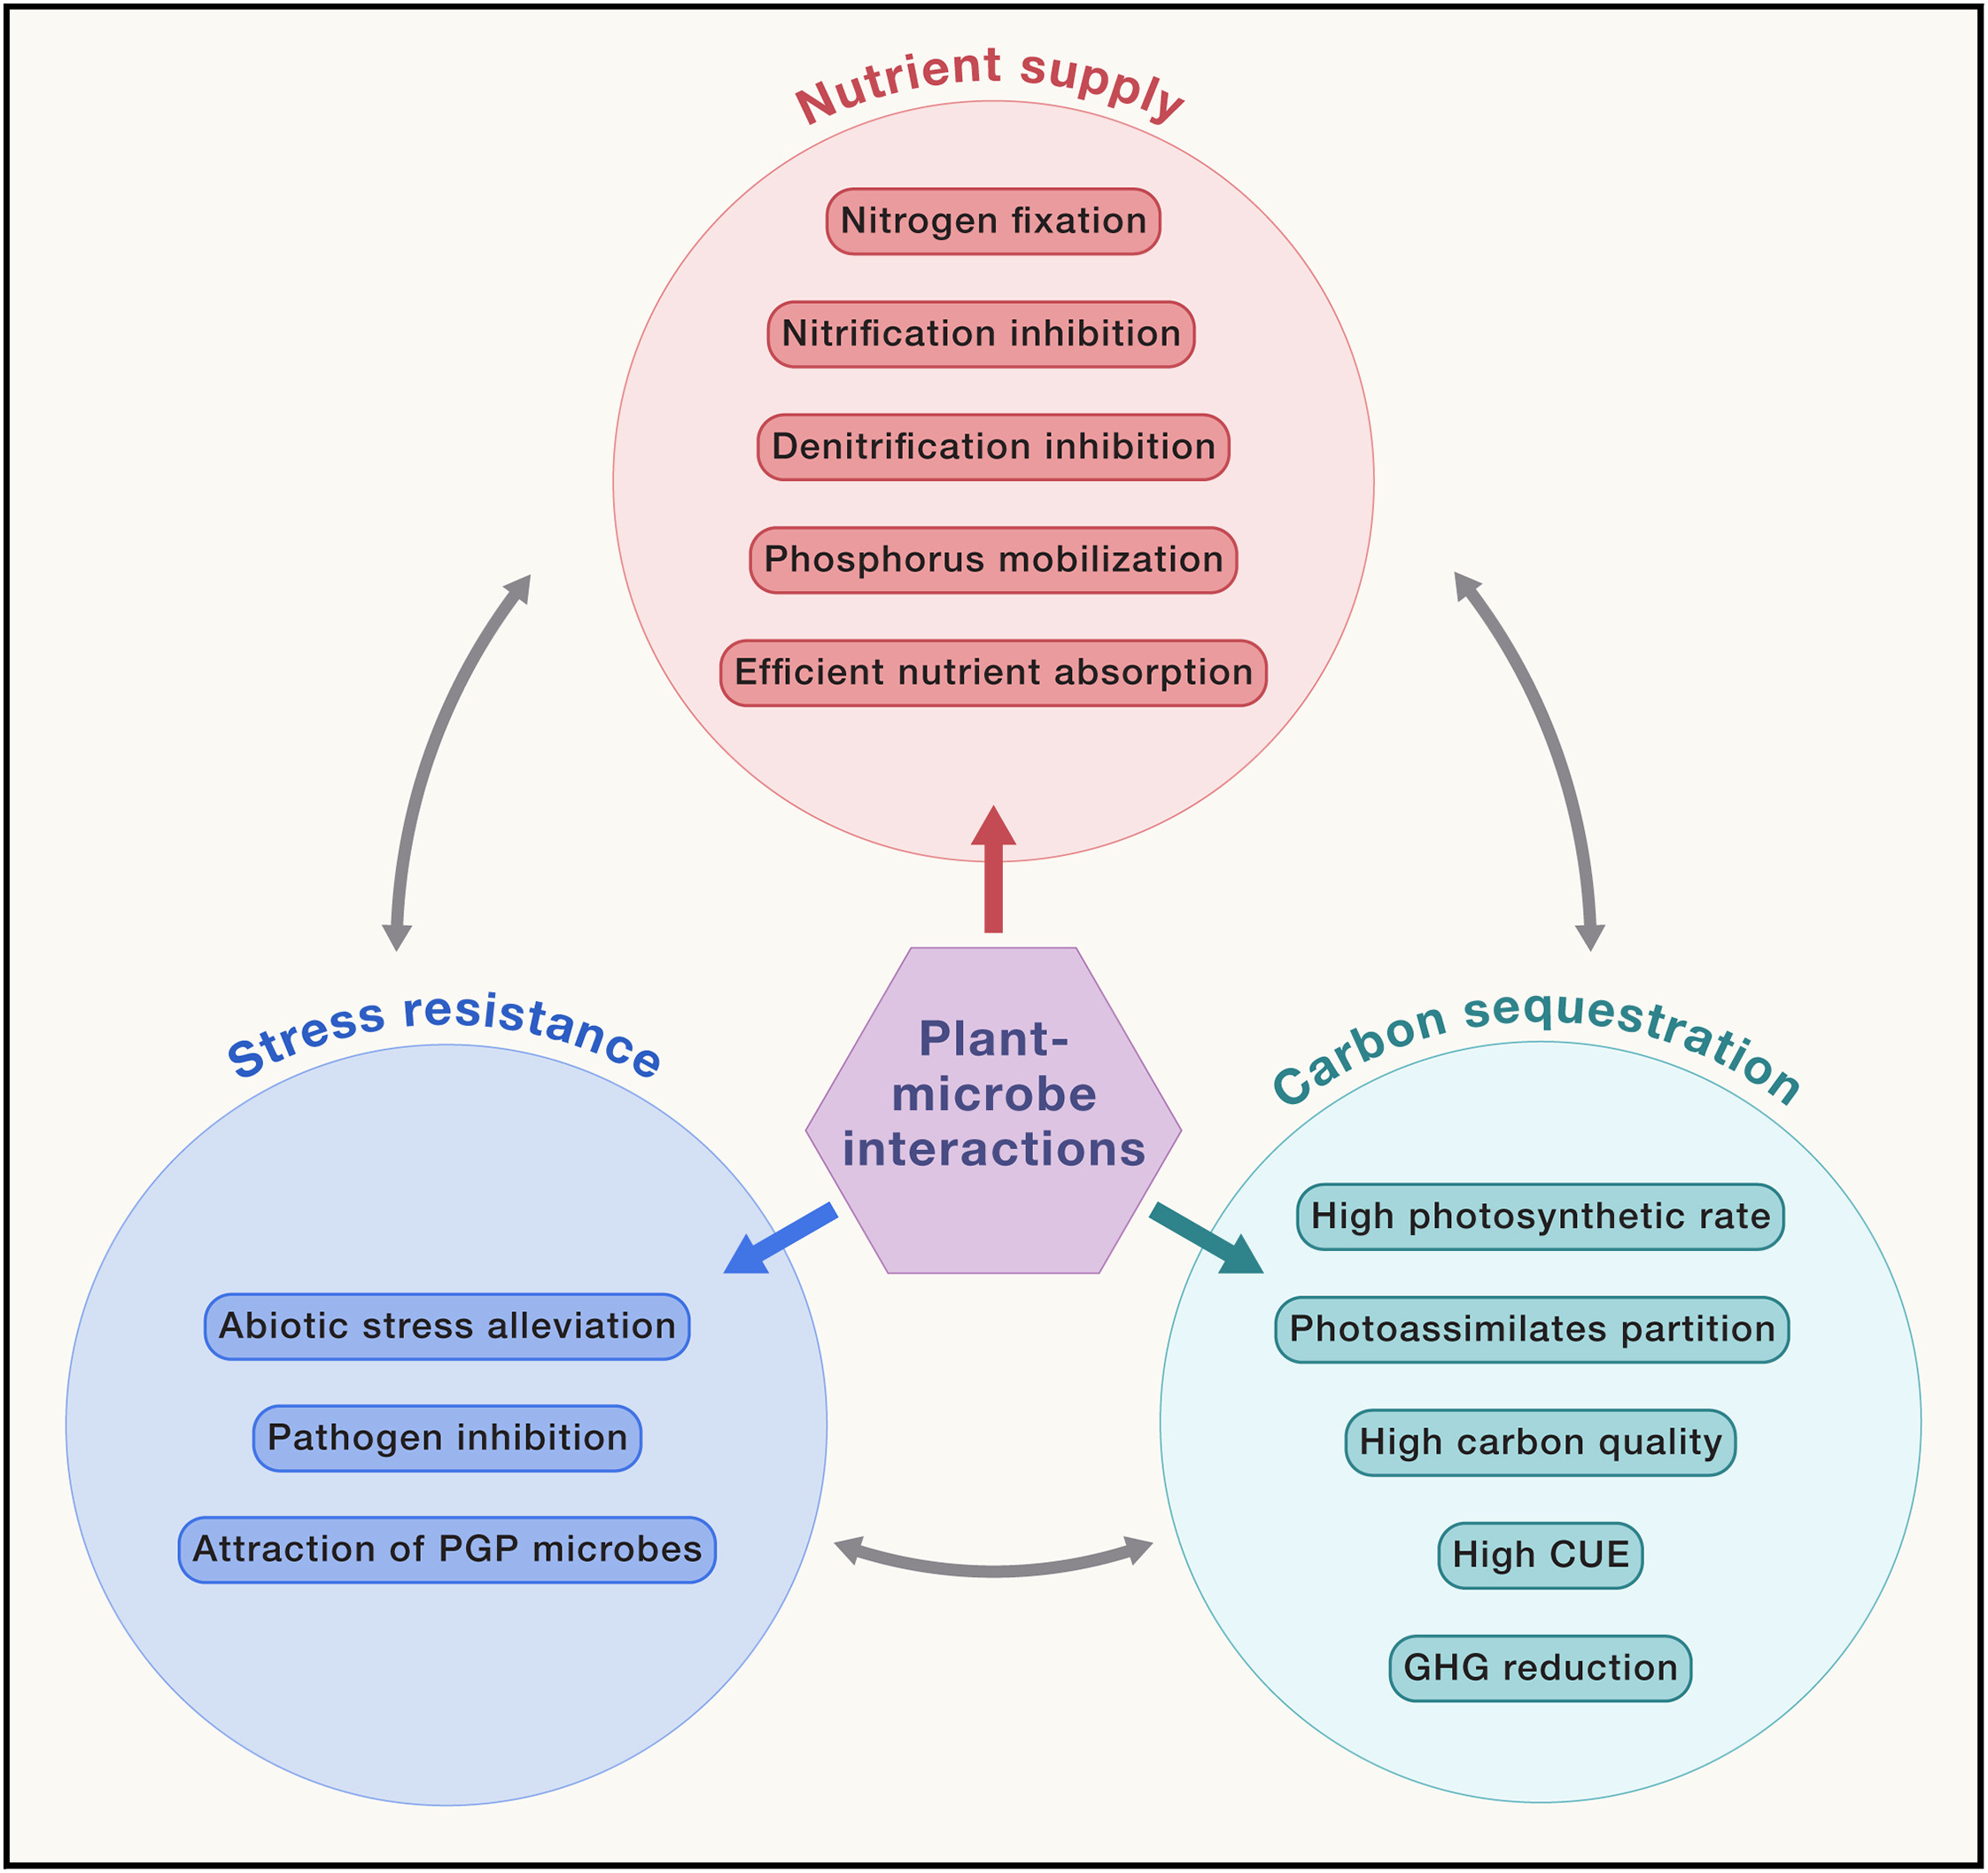 Nutrient supply
Nitrogen fixation
Nitrification inhibition
Denitrification inhibition
Phosphorus mobilization
Efficient nutrient absorption
Plant-
microbe
interactions
Stress resistance
Abiotic stress alleviation
Pathogen inhibition
Attraction of PGP microbes
Carbon sequestration
High photosynthetic rate
Photoassimilates partition
High carbon quality
High CUE
GHG reduction